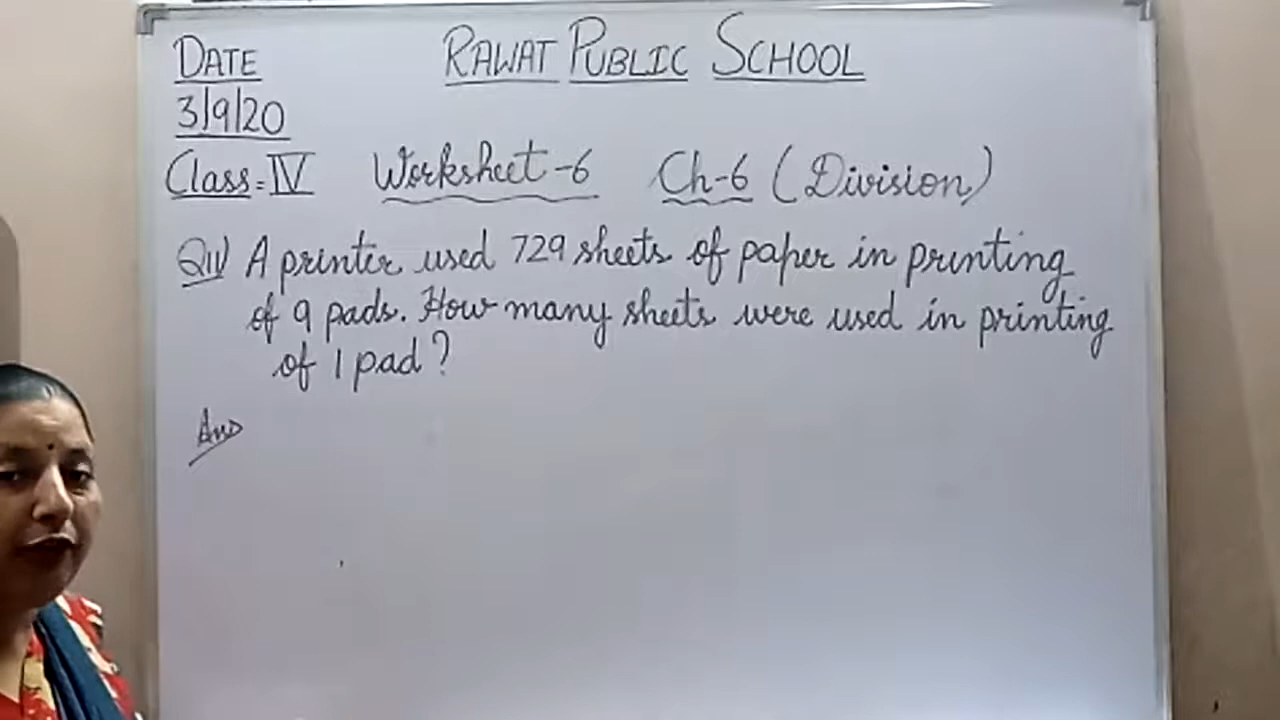 DATE
RAWAT PUBLIC SCHOOL
3/9/20
Class=IV Worksheet-6 Ch-6 (Division)
Q11) A printer used 729 sheets of paper in printing
of 9 pads. How many sheets were used in printing
of 1 pad?
Ans